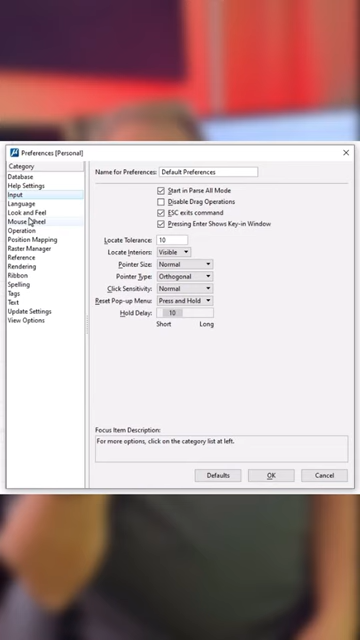 Preferences [Personal]
Category
Database
Help Settings
Input
Language
Look and Feel
Mouse Wheel
Operation
Position Mapping
Raster Manager
Reference
Rendering
Ribbon
Spelling
Tags
Text
Update Settings
View Options
Name for Preferences: Default Preferences
Start in Parse All Mode
Disable Drag Operations
ESC exits command
Pressing Enter Shows Key-in Window
Locate Tolerance: 10
Locate Interiors: Visible
Pointer Size: Normal
Pointer Type: Orthogonal
Click Sensitivity: Normal
Reset Pop-up Menu: Press and Hold
Hold Delay: 10
Short Long
Focus Item Description:
For more options, click on the category list at left.
Defaults OK Cancel